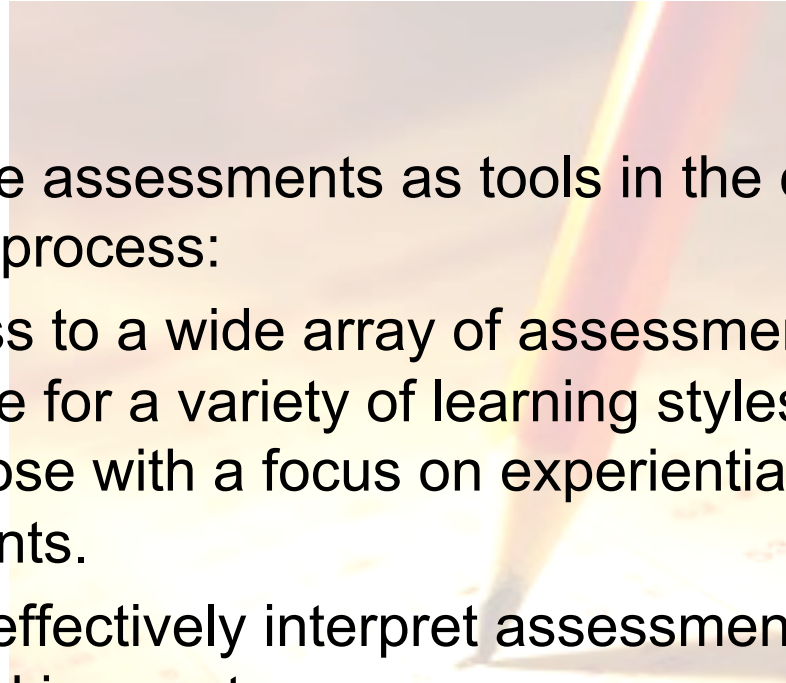 e assessments as tools in the
process:
ss to a wide array of assessme
e for a variety of learning styles
ose with a focus on experientia
nts.
effectively interpret assessmen